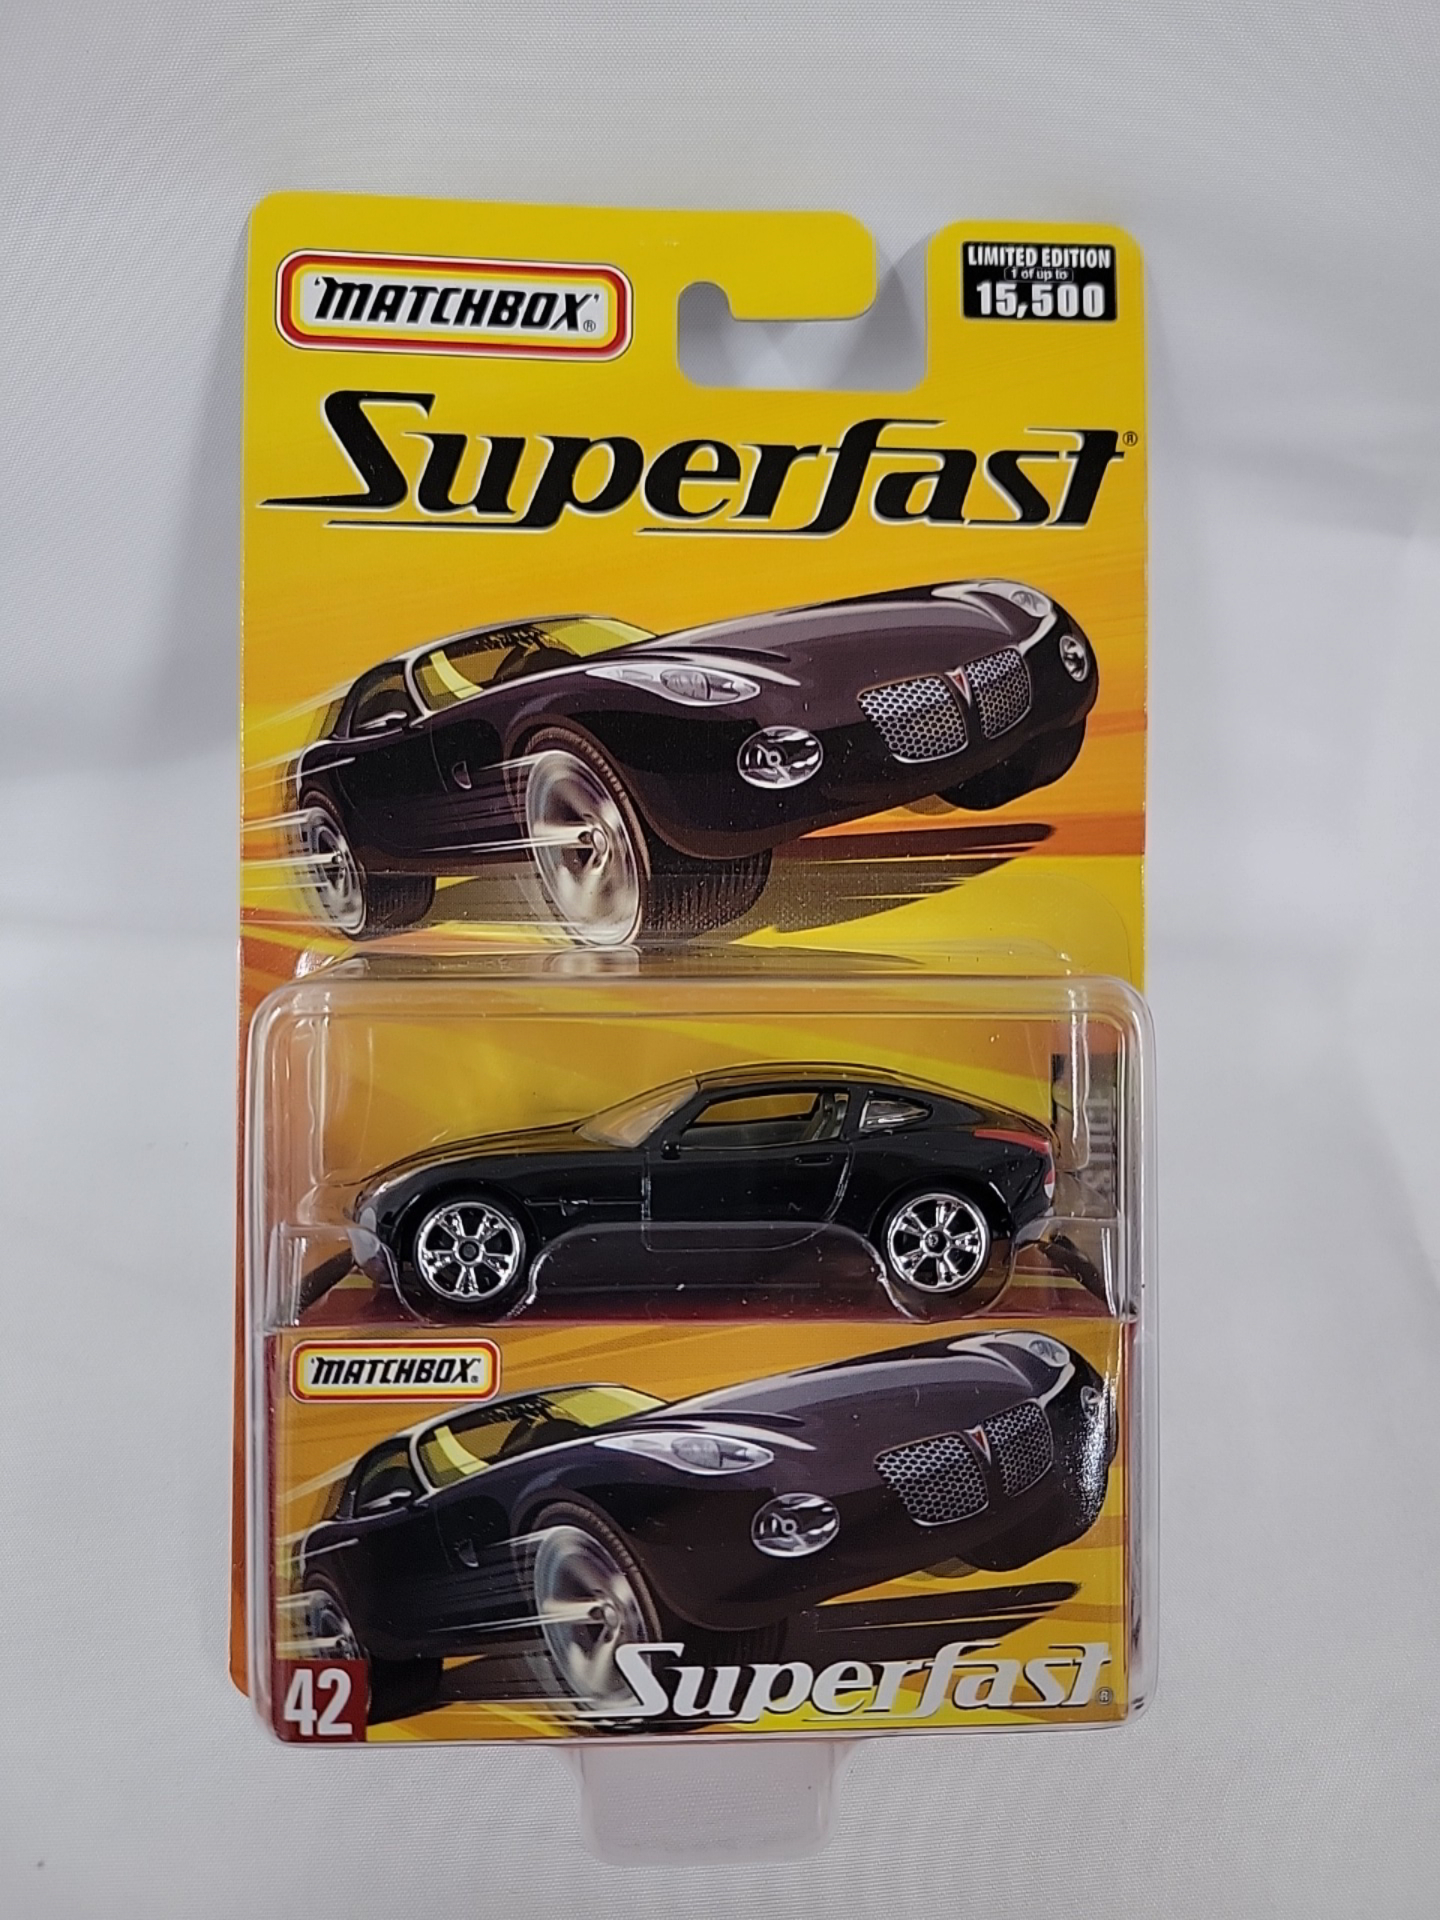 'MATCHBOX'®
LIMITED EDITION
1 of up to
15,500
Superfast®
MATCHBOX®
42
Superfast®